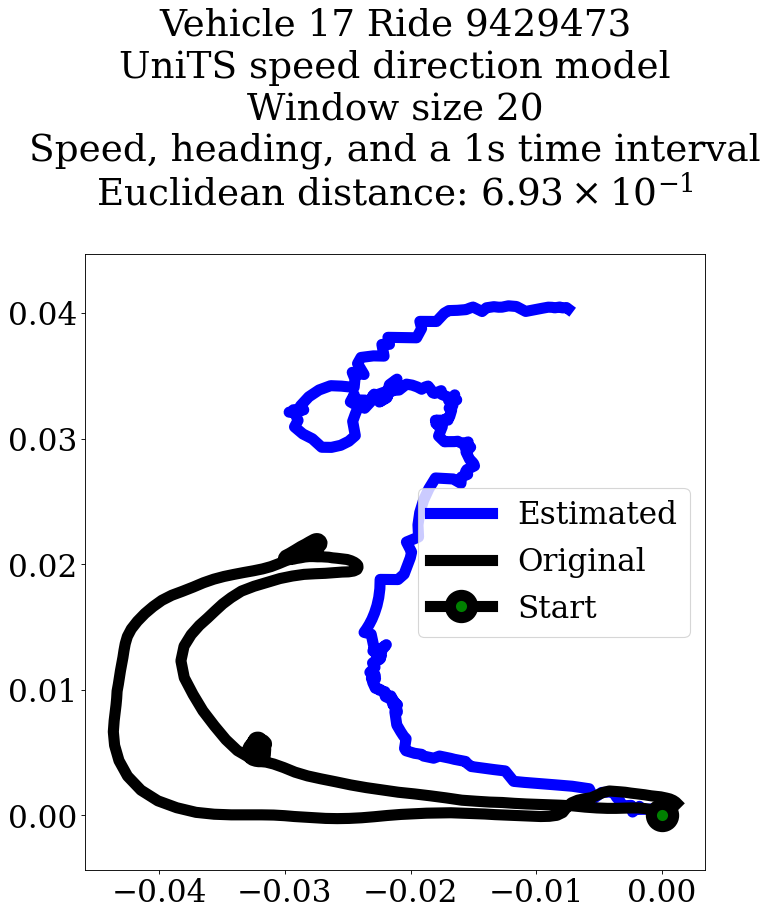 Vehicle 17 Ride 9429473
UniTS speed direction model
Window size 20
Speed, heading, and a 1s time interval
Euclidean distance: 6.93 × 10⁻¹
0.04
0.03
0.02
0.01
0.00
Estimated
Original
Start
−0.04 −0.03 −0.02 −0.01 0.00